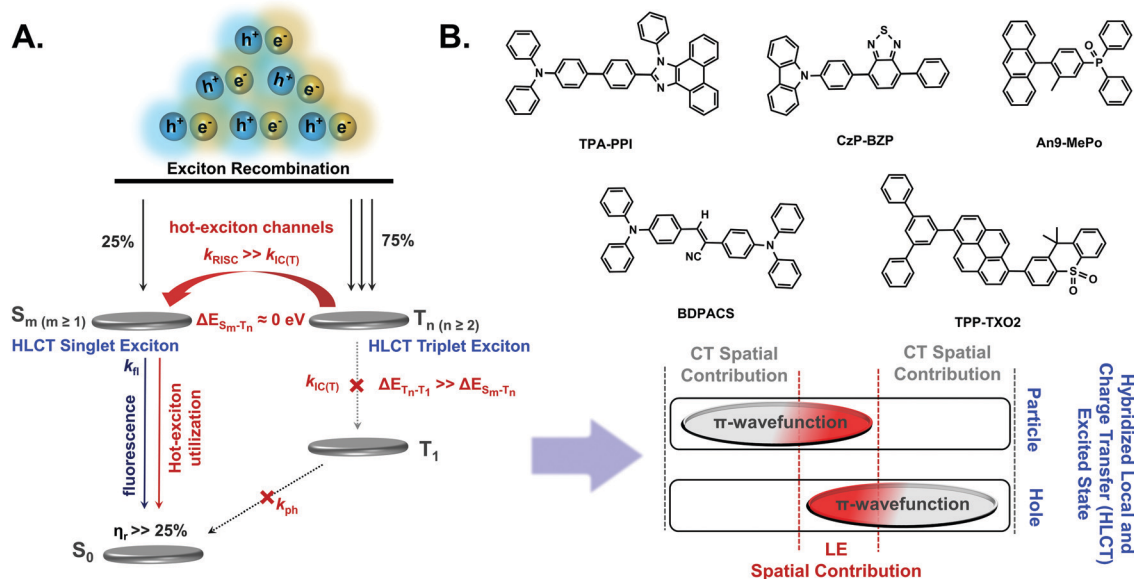 A.
h+ e-
h+ e- h+ e-
h+ e- h+ e- h+ e-
Exciton Recombination
25%
hot-exciton channels
kRISC >> kIC(T)
75%
Sm (m ≥ 1)
ΔESm-Tn ≈ 0 eV
Tn (n ≥ 2)
HLCT Singlet Exciton
HLCT Triplet Exciton
kfl
fluorescence
Hot-exciton
utilization
kIC(T)
ΔETn-T1 >> ΔESm-Tn
T1
kph
ηr >> 25%
S0
B.
N
N
N
TPA-PPI
N
S
N
N
CzP-BZP
O
P
An9-MePo
N
H
NC
N
BDPACS
S
O
O
TPP-TXO2
CT Spatial
Contribution
CT Spatial
Contribution
π-wavefunction
Particle
π-wavefunction
Hole
LE
Spatial Contribution
Hybridized Local and
Charge Transfer (HLCT)
Excited State